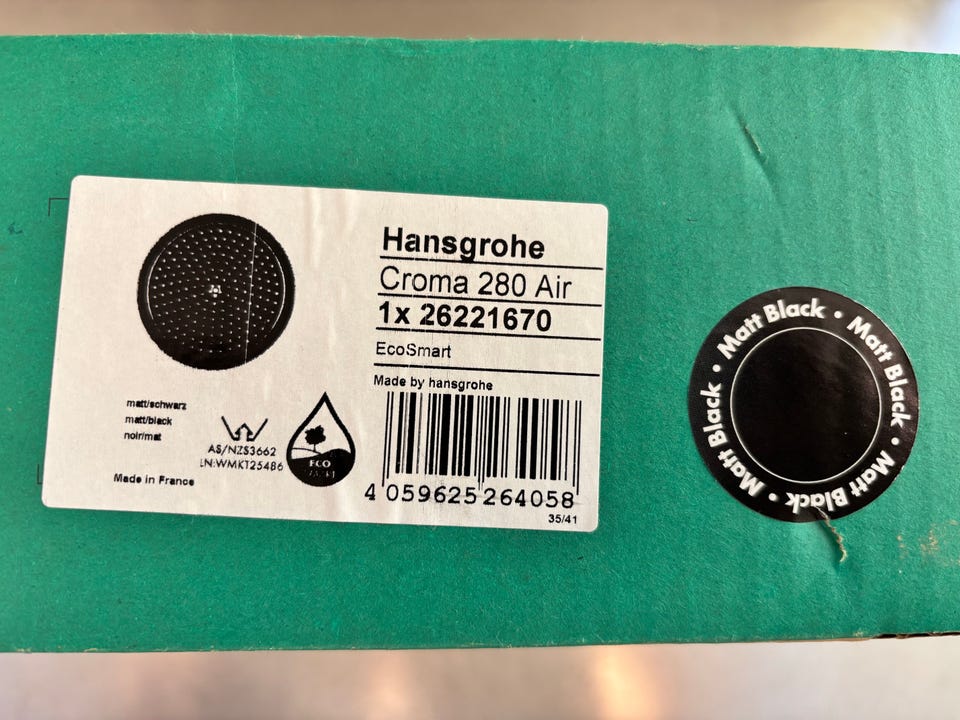 Hansgrohe
Croma 280 Air
1x 26221670
EcoSmart
Made by hansgrohe
matt/schwarz
matt/black
noir/mat
AS/NZS3662
LN:WMKT25486
ECO
Made in France
4 059625 264058
35/41
Matt Black • Matt Black • Matt Black • Matt Black •